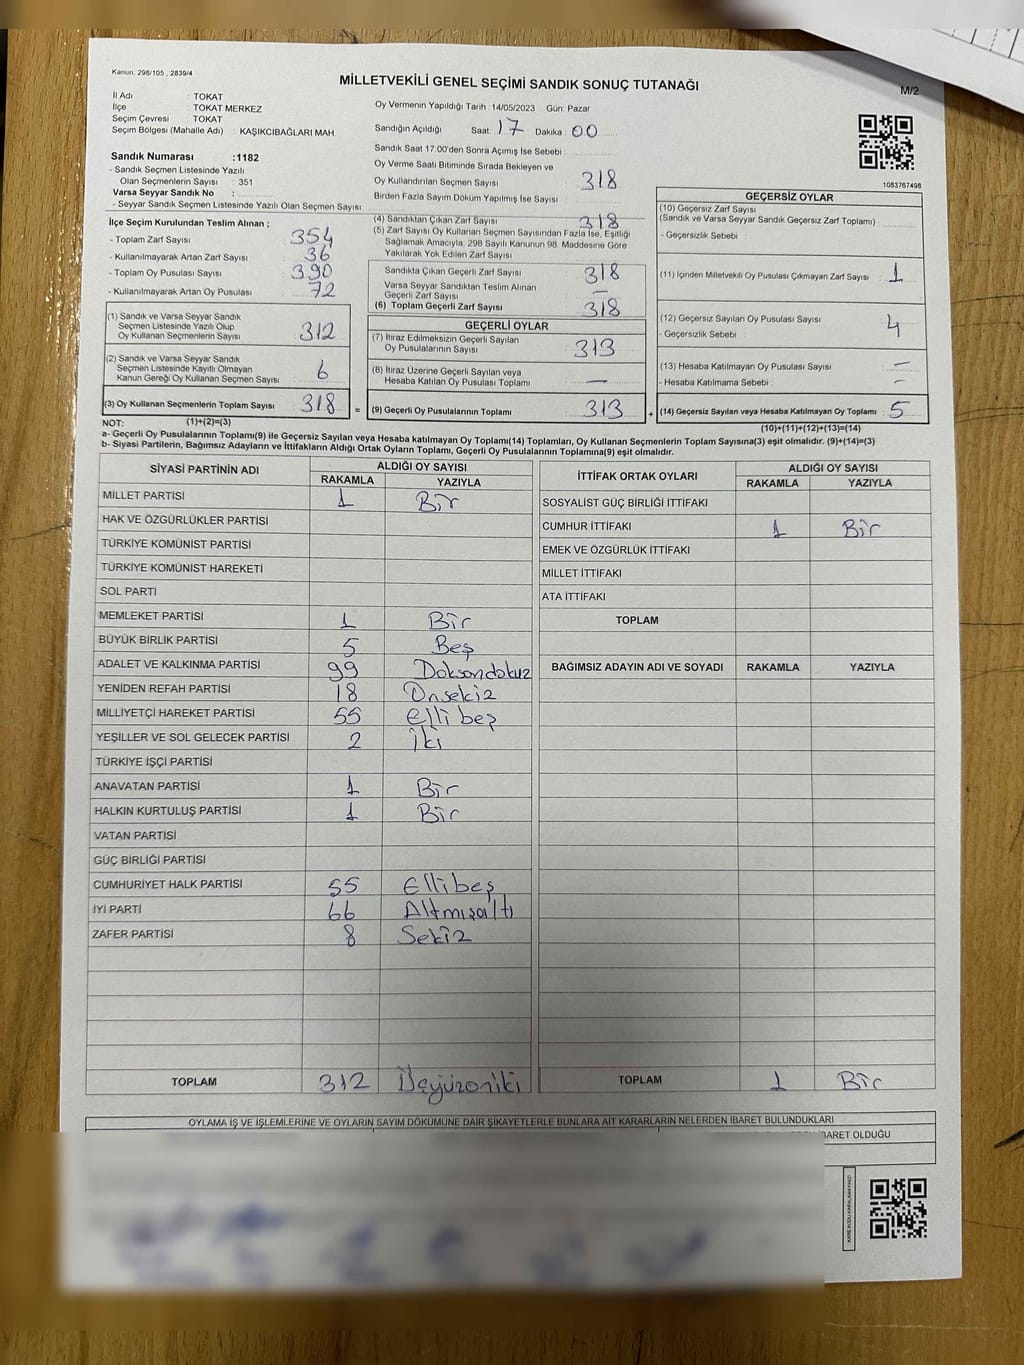 Kanun, 298/105 , 2839/4
MİLLETVEKİLİ GENEL SEÇİMİ SANDIK SONUÇ TUTANAĞI
M/2
İl Adı : TOKAT
İlçe : TOKAT MERKEZ
Seçim Çevresi : TOKAT
Seçim Bölgesi (Mahalle Adı) : KAŞIKCIBAĞLARI MAH.
Sandık Numarası :1182
- Sandık Seçmen Listesinde Yazılı
Olan Seçmenlerin Sayısı : 351
Varsa Seyyar Sandık No :
- Seyyar Sandık Seçmen Listesinde Yazılı Olan Seçmen Sayısı :
Oy Vermenin Yapıldığı Tarih :14/05/2023 Gün: Pazar
Sandığın Açıldığı Saat : 17 Dakika : 00
Sandık Saat 17:00'den Sonra Açımış İse Sebebi :
Oy Verme Saati Bitiminde Sırada Bekleyen ve
Oy Kullandırılan Seçmen Sayısı : 318
Birden Fazla Sayım Döküm Yapılmış İse Sayısı :
1083767496
İlçe Seçim Kurulundan Teslim Alınan ;
- Toplam Zarf Sayısı : 354
- Kullanılmayarak Artan Zarf Sayısı : 36
- Toplam Oy Pusulası Sayısı : 390
- Kullanılmayarak Artan Oy Pusulası : 72
(4) Sandıktan Çıkan Zarf Sayısı : 318
(5) Zarf Sayısı Oy Kullanan Seçmen Sayısından Fazla İse, Eşitliği
Sağlamak Amacıyla, 298 Sayılı Kanunun 98. Maddesine Göre
Yakılarak Yok Edilen Zarf Sayısı :
Sandıkta Çıkan Geçerli Zarf Sayısı : 318
Varsa Seyyar Sandıktan Teslim Alınan
Geçerli Zarf Sayısı : —
(6) Toplam Geçerli Zarf Sayısı : 318
GEÇERSİZ OYLAR
(10) Geçersiz Zarf Sayısı
(Sandık ve Varsa Seyyar Sandık Geçersiz Zarf Toplamı) :
- Geçersizlik Sebebi :
(11) İçinden Milletvekili Oy Pusulası Çıkmayan Zarf Sayısı : 1
(12) Geçersiz Sayılan Oy Pusulası Sayısı : 4
- Geçersizlik Sebebi :
(13) Hesaba Katılmayan Oy Pusulası Sayısı : —
- Hesaba Katılmama Sebebi : —
(14) Geçersiz Sayılan veya Hesaba Katılmayan Oy Toplamı : 5
(10)+(11)+(12)+(13)=(14)
(1) Sandık ve Varsa Seyyar Sandık
Seçmen Listesinde Yazılı Olup
Oy Kullanan Seçmenlerin Sayısı : 312
(2) Sandık ve Varsa Seyyar Sandık
Seçmen Listesinde Kayıtlı Olmayan
Kanun Gereği Oy Kullanan Seçmen Sayısı : 6
(3) Oy Kullanan Seçmenlerin Toplam Sayısı : 318
(1)+(2)=(3)
=
GEÇERLİ OYLAR
(7) İtiraz Edilmeksizin Geçerli Sayılan
Oy Pusulalarının Sayısı : 313
(8) İtiraz Üzerine Geçerli Sayılan veya
Hesaba Katılan Oy Pusulası Toplamı : —
(9) Geçerli Oy Pusulalarının Toplamı : 313
+
NOT:
a- Geçerli Oy Pusulalarının Toplamı(9) ile Geçersiz Sayılan veya Hesaba katılmayan Oy Toplamı(14) Toplamları, Oy Kullanan Seçmenlerin Toplam Sayısına(3) eşit olmalıdır. (9)+(14)=(3)
b- Siyasi Partilerin, Bağımsız Adayların ve İttifakların Aldığı Ortak Oyların Toplamı, Geçerli Oy Pusulalarının Toplamına(9) eşit olmalıdır.
SİYASİ PARTİNİN ADI ALDIĞI OY SAYISI
RAKAMLA YAZIYLA
MİLLET PARTİSİ 1 Bir
HAK VE ÖZGÜRLÜKLER PARTİSİ
TÜRKİYE KOMÜNİST PARTİSİ
TÜRKİYE KOMÜNİST HAREKETİ
SOL PARTİ
MEMLEKET PARTİSİ 1 Bir
BÜYÜK BİRLİK PARTİSİ 5 Beş
ADALET VE KALKINMA PARTİSİ 99 Doksandokuz
YENİDEN REFAH PARTİSİ 18 Onsekiz
MİLLİYETÇİ HAREKET PARTİSİ 55 Elli beş
YEŞİLLER VE SOL GELECEK PARTİSİ 2 İki
TÜRKİYE İŞÇİ PARTİSİ
ANAVATAN PARTİSİ 1 Bir
HALKIN KURTULUŞ PARTİSİ 1 Bir
VATAN PARTİSİ
GÜÇ BİRLİĞİ PARTİSİ
CUMHURİYET HALK PARTİSİ 55 Elli beş
İYİ PARTİ 66 Altmışaltı
ZAFER PARTİSİ 8 Sekiz
TOPLAM 312 Üçyüzoniki
İTTİFAK ORTAK OYLARI ALDIĞI OY SAYISI
RAKAMLA YAZIYLA
SOSYALİST GÜÇ BİRLİĞİ İTTİFAKI
CUMHUR İTTİFAKI 1 Bir
EMEK VE ÖZGÜRLÜK İTTİFAKI
MİLLET İTTİFAKI
ATA İTTİFAKI
TOPLAM
BAĞIMSIZ ADAYIN ADI VE SOYADI RAKAMLA YAZIYLA
TOPLAM 1 Bir
OYLAMA İŞ VE İŞLEMLERİNE VE OYLARIN SAYIM DÖKÜMÜNE DAİR ŞİKAYETLERLE BUNLARA AİT KARARLARIN NELERDEN İBARET BULUNDUKLARI
İBARET OLDUĞU